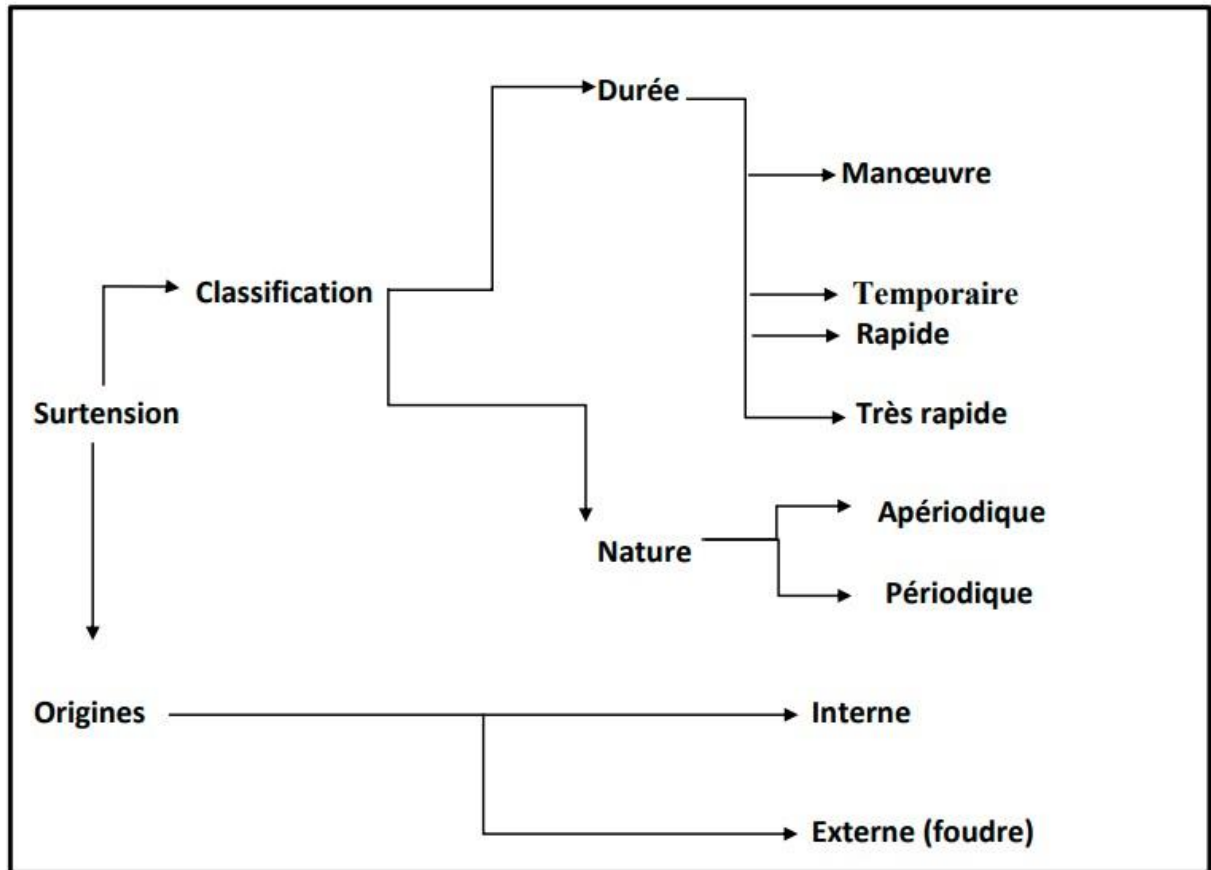 Durée
Manœuvre
Classification
Temporaire
Rapide
Surtension
Très rapide
Apériodique
Nature
Périodique
Origines
Interne
Externe (foudre)